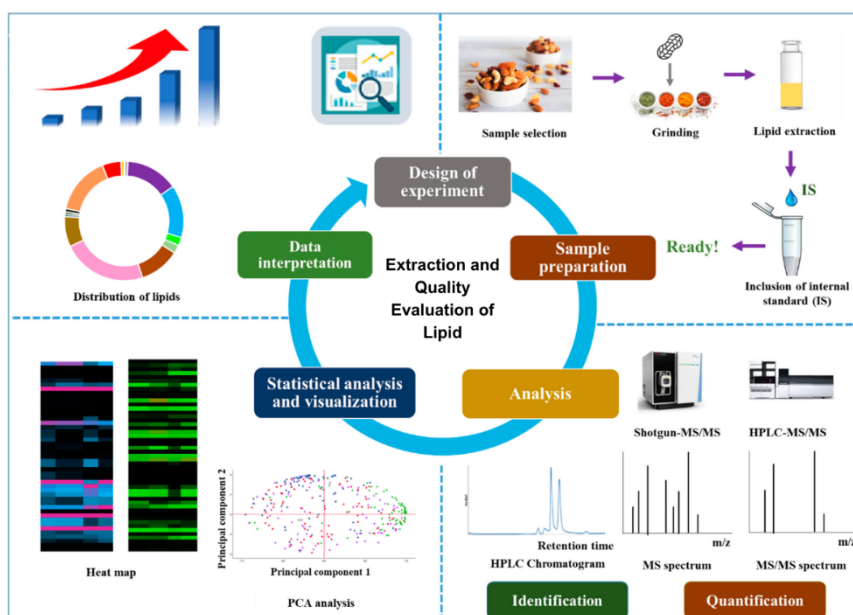 Sample selection
Grinding
Lipid extraction
IS
Ready!
Inclusion of internal
standard (IS)
Distribution of lipids
Design of
experiment
Data
interpretation
Sample
preparation
Extraction and
Quality
Evaluation of
Lipid
Statistical analysis
and visualization
Analysis
Shotgun-MS/MS
HPLC-MS/MS
Heat map
Principal component 2
Principal component 1
PCA analysis
Retention time
HPLC Chromatogram
m/z
MS spectrum
m/z
MS/MS spectrum
Identification
Quantification